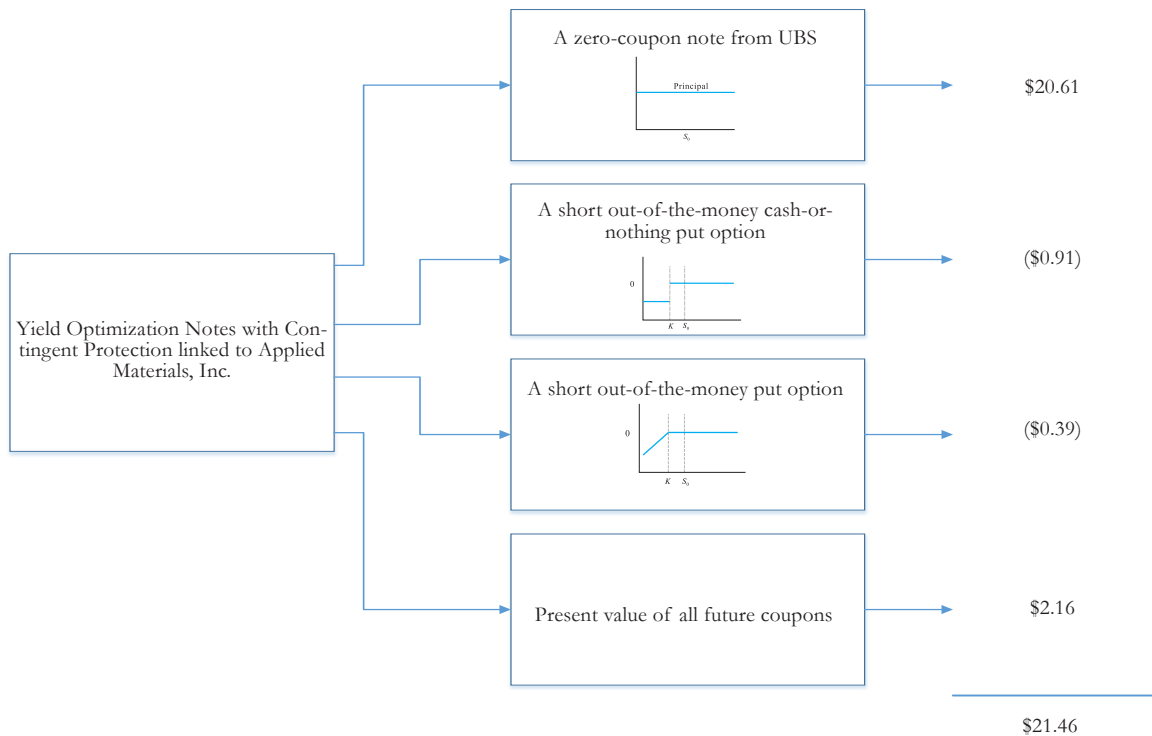 A zero-coupon note from UBS
Principal
S0
$20.61
A short out-of-the-money cash-or-
nothing put option
0
K S0
($0.91)
Yield Optimization Notes with Con-
tingent Protection linked to Applied
Materials, Inc.
A short out-of-the-money put option
0
K S0
($0.39)
Present value of all future coupons
$2.16
$21.46